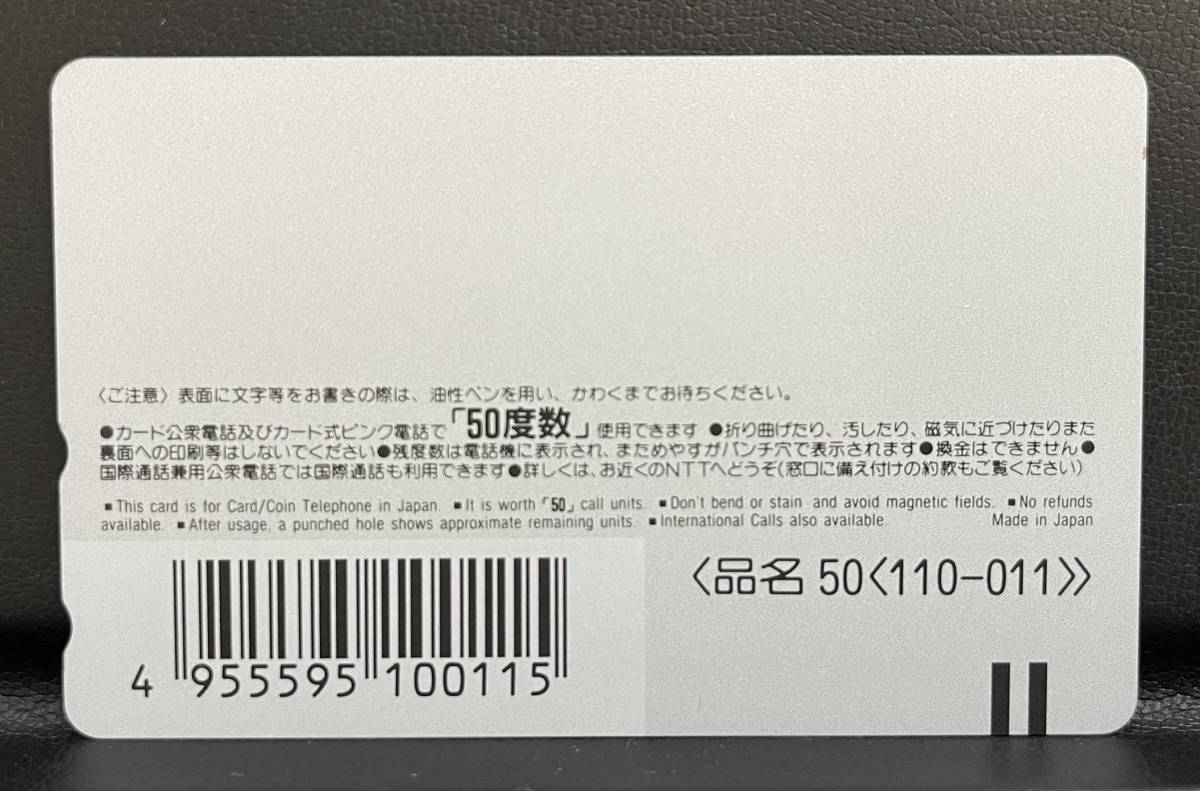 〈ご注意〉表面に文字等をお書きの際は、油性ペンを用い、かわくまでお待ちください。
●カード公衆電話及びカード式ピンク電話で「50度数」使用できます ●折り曲げたり、汚したり、磁気に近づけたりまた
裏面への印刷等はしないでください●残度数は電話機に表示され、まためやすがパンチ穴で表示されます●換金はできません●
国際通話兼用公衆電話では国際通話も利用できます●詳しくは、お近くのNTTへどうぞ(窓口に備え付けの約款もご覧ください)
■This card is for Card/Coin Telephone in Japan. ■It is worth「50」call units. ■Don't bend or stain and avoid magnetic fields. ■No refunds
available. ■After usage, a punched hole shows approximate remaining units. ■International Calls also available. Made in Japan
〈品名 50〈110-011〉〉
4 955595 100115